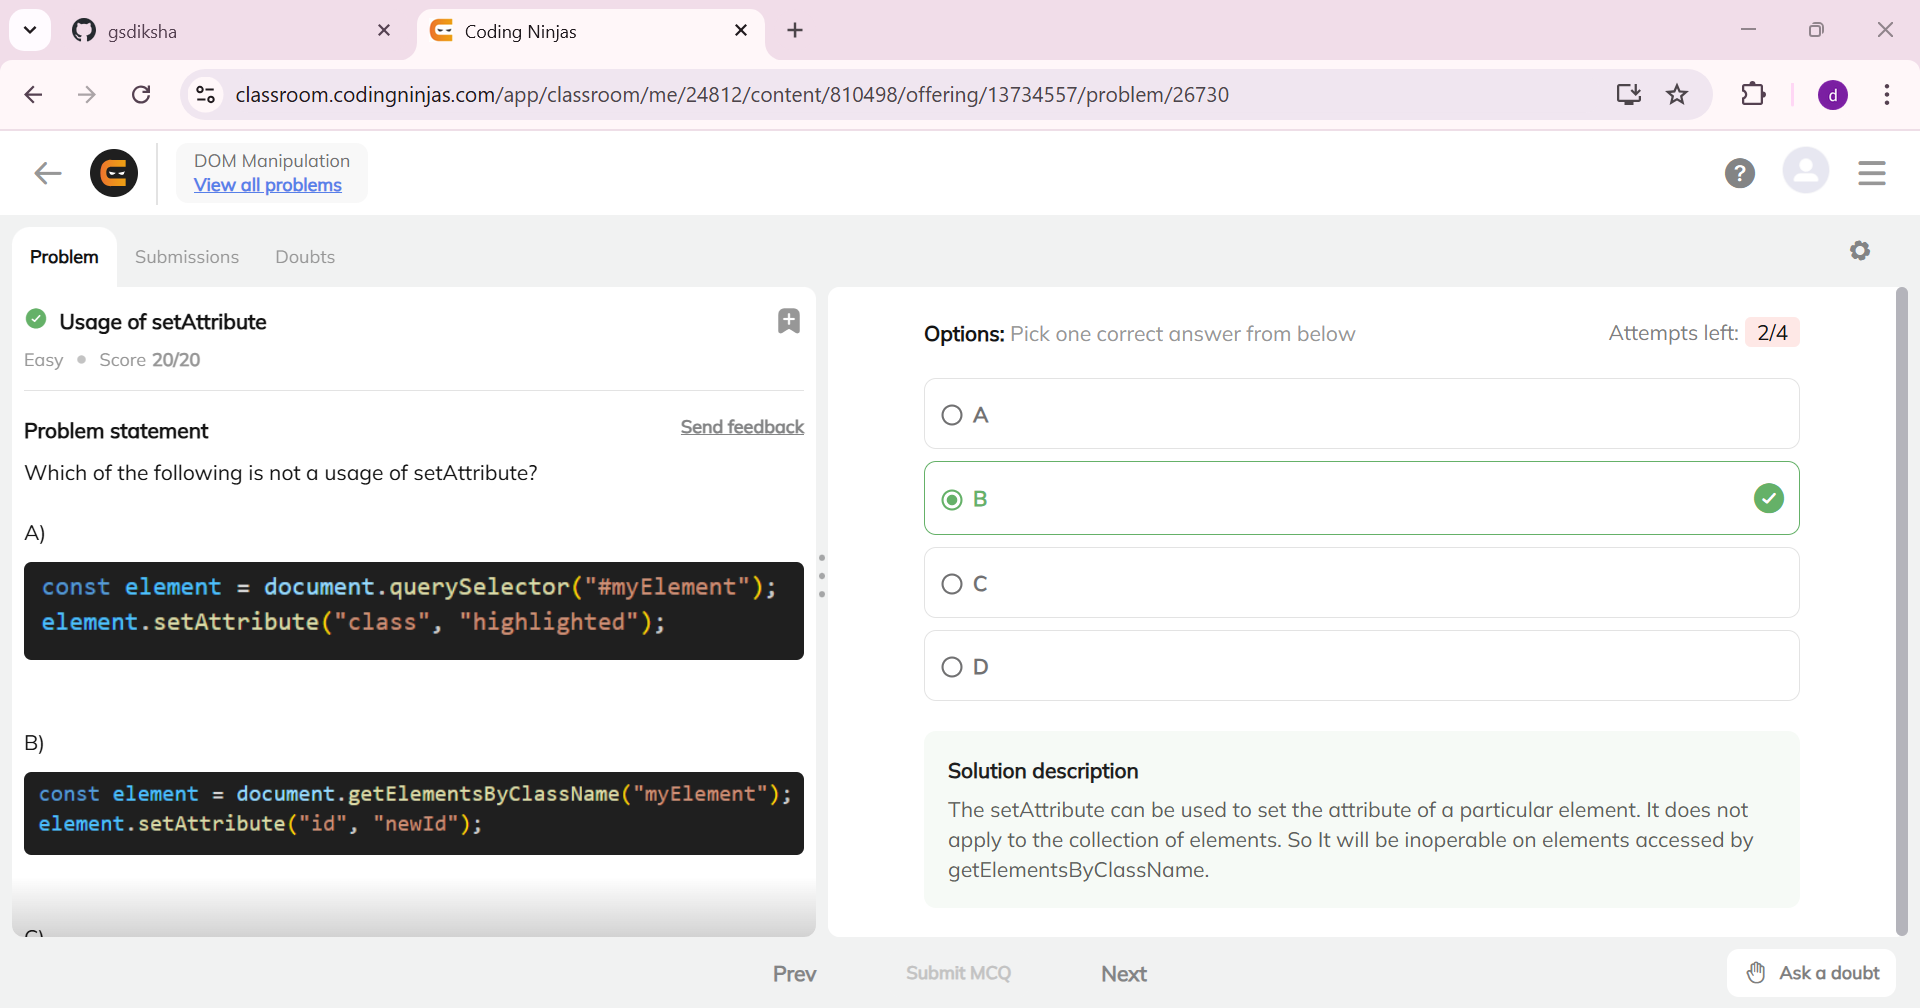 gsdiksha
Coding Ninjas
classroom.codingninjas.com/app/classroom/me/24812/content/810498/offering/13734557/problem/26730
d
DOM Manipulation
View all problems
?
Problem
Submissions
Doubts
Usage of setAttribute
Easy • Score 20/20
Problem statement
Send feedback
Which of the following is not a usage of setAttribute?
A)
const element = document.querySelector("#myElement");
element.setAttribute("class", "highlighted");
B)
const element = document.getElementsByClassName("myElement");
element.setAttribute("id", "newId");
C)
Options: Pick one correct answer from below
Attempts left: 2/4
A
B
C
D
Solution description
The setAttribute can be used to set the attribute of a particular element. It does not
apply to the collection of elements. So It will be inoperable on elements accessed by
getElementsByClassName.
Prev
Submit MCQ
Next
Ask a doubt